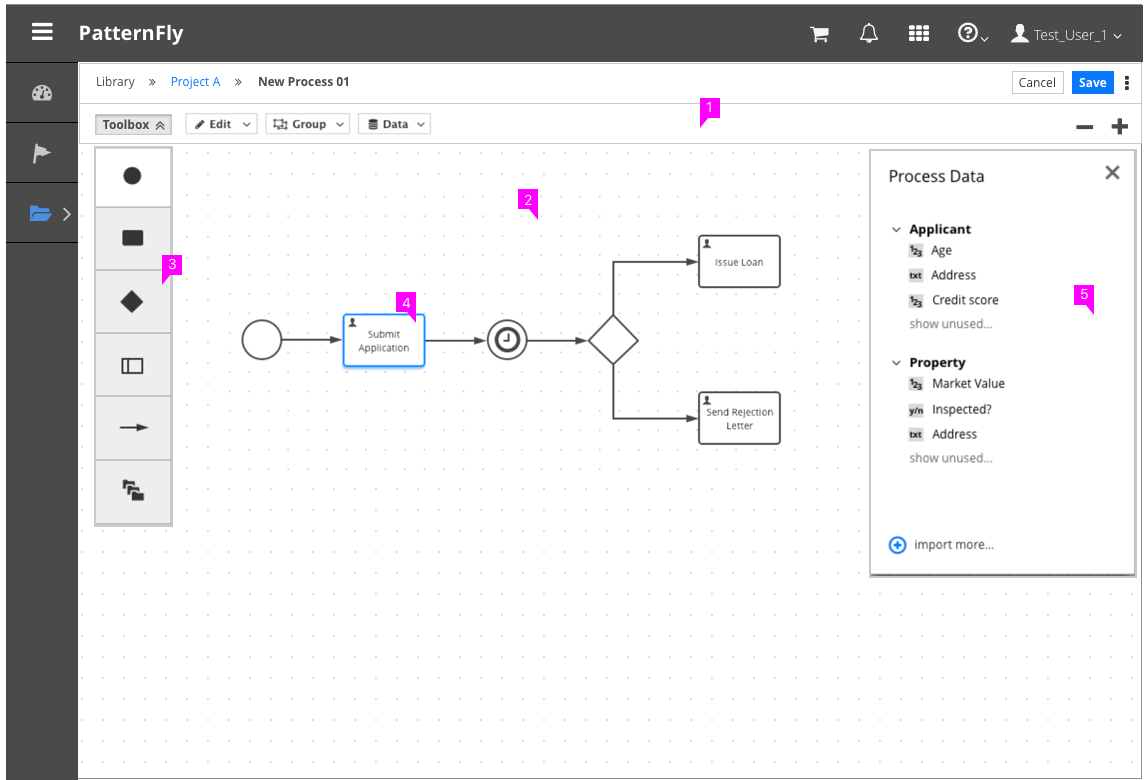 PatternFly
Test_User_1
Library » Project A » New Process 01
Cancel
Save
1
Toolbox
Edit
Group
Data
2
3
4
5
Submit
Application
Issue Loan
Send Rejection
Letter
Process Data
Applicant
123 Age
txt Address
123 Credit score
show unused...
Property
123 Market Value
y/n Inspected?
txt Address
show unused...
import more...